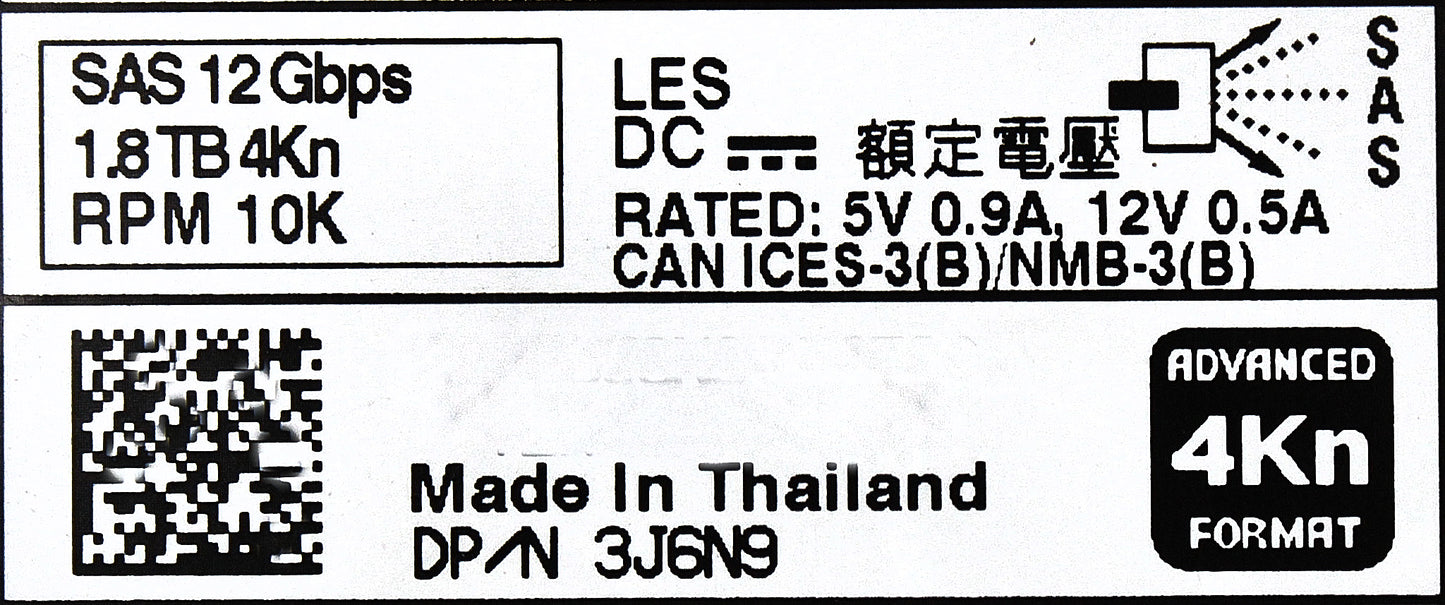 SAS 12 Gbps
1.8 TB 4Kn
RPM 10K
LES
DC 額定電壓
RATED: 5V 0.9A, 12V 0.5A
CAN ICES-3(B)/NMB-3(B)
SAS
Made In Thailand
DP/N 3J6N9
ADVANCED
4Kn
FORMAT